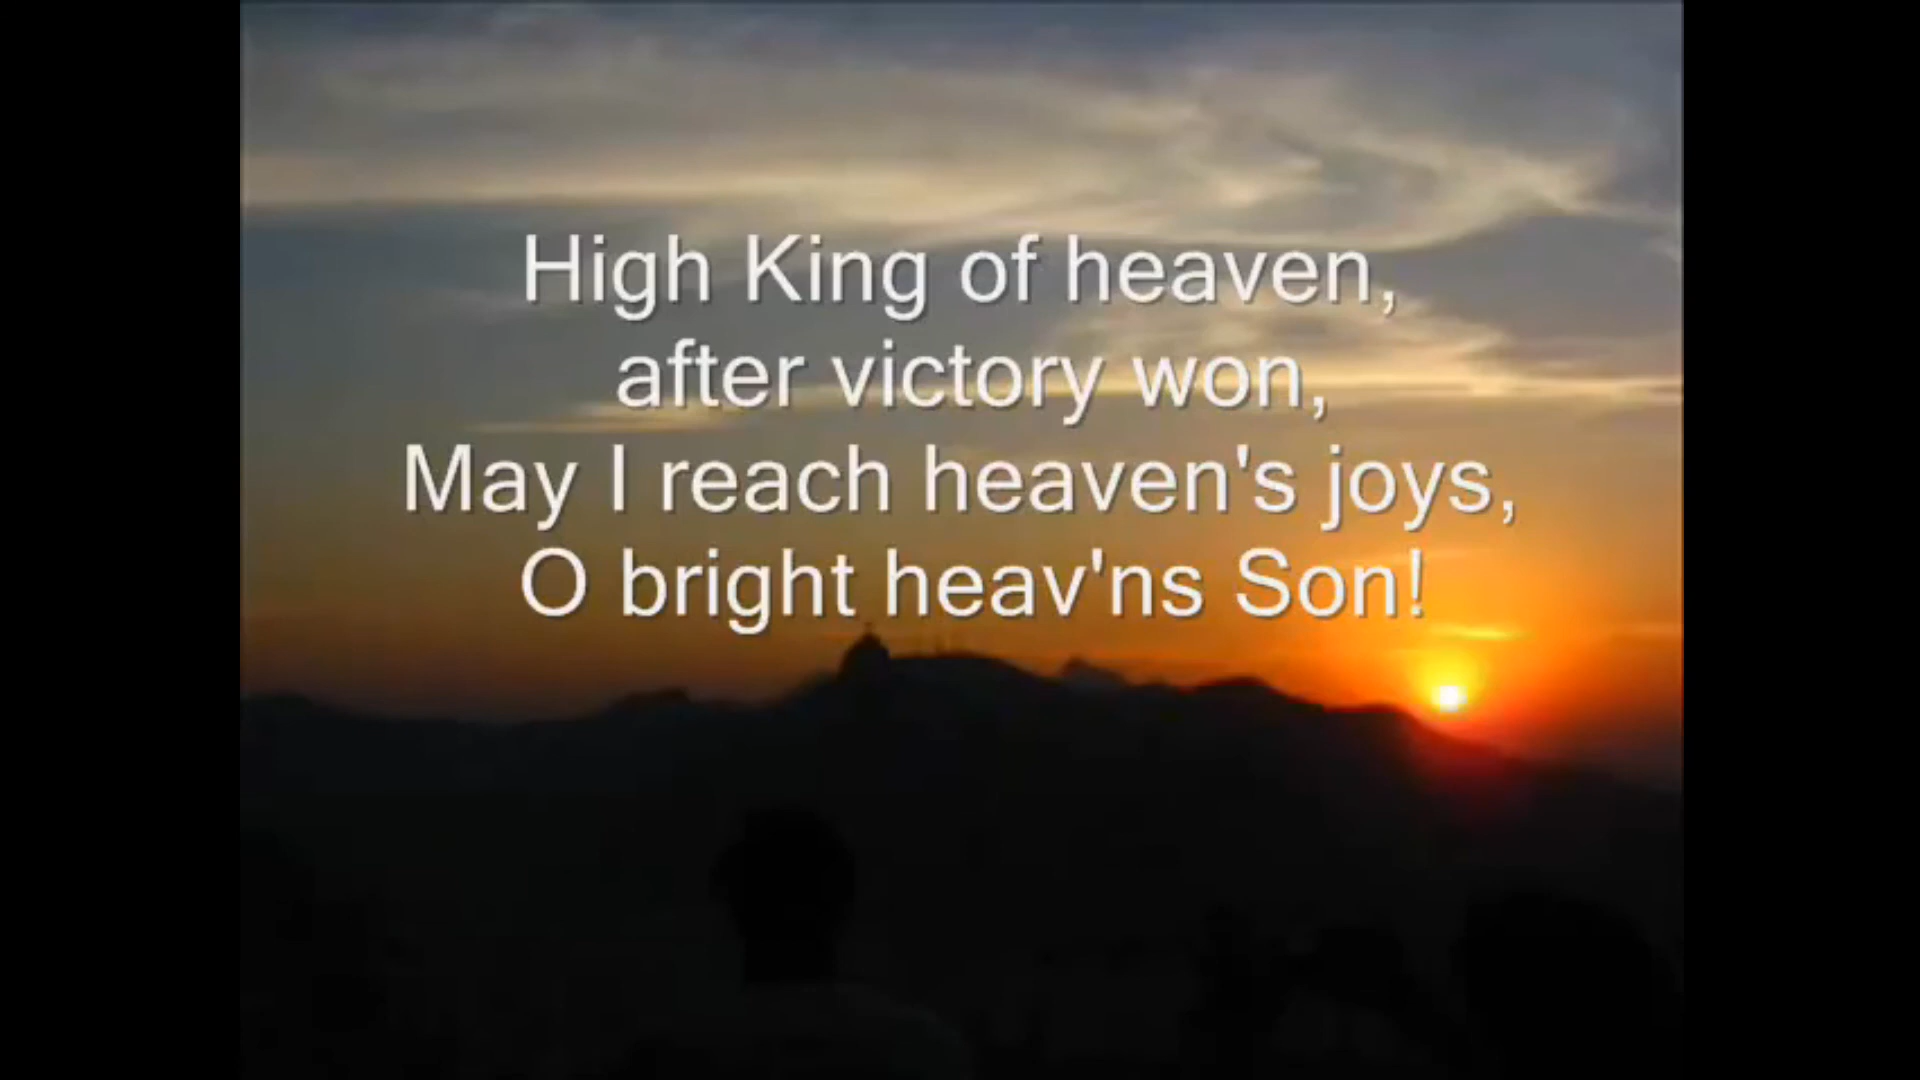 High King of heaven,
after victory won,
May I reach heaven's joys,
O bright heav'ns Son!